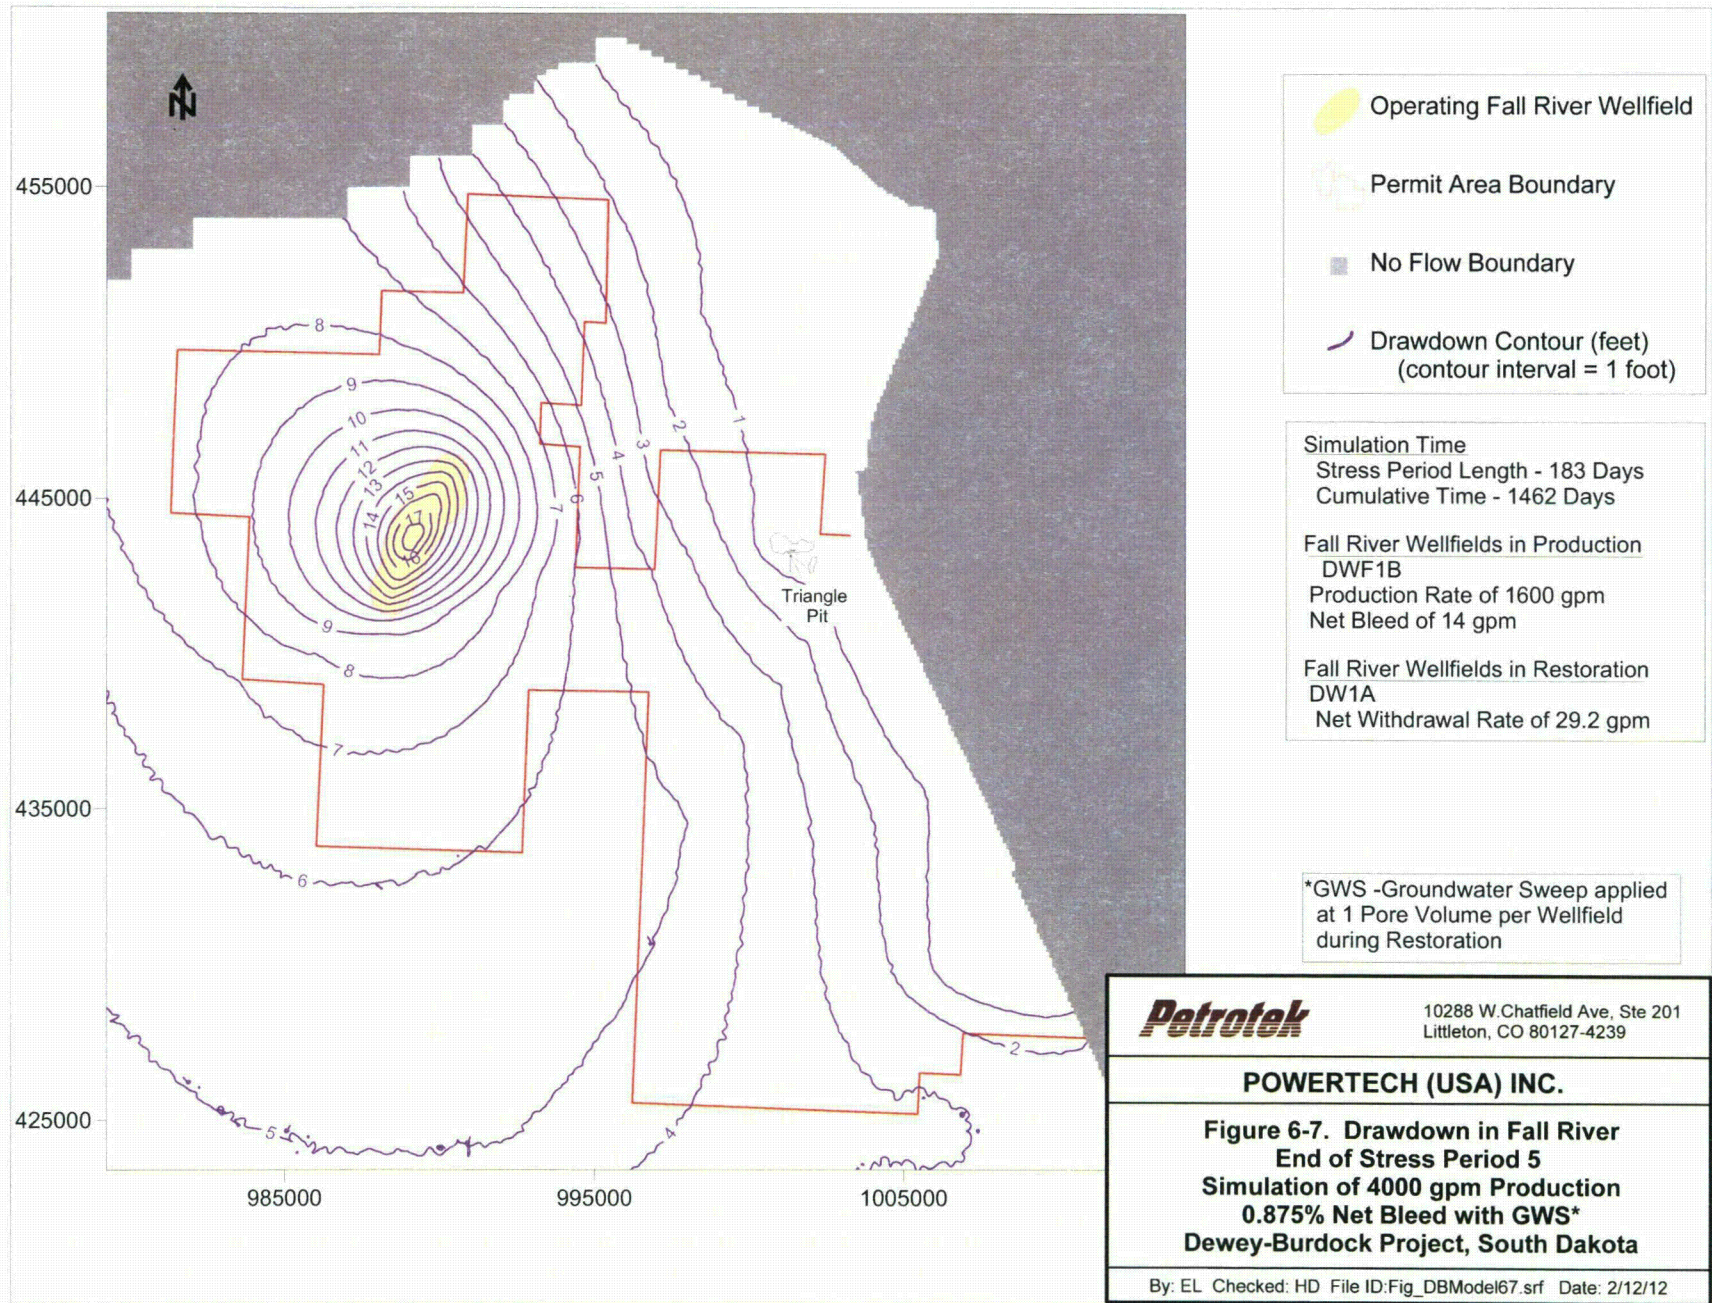 N
455000
445000
435000
425000
985000
995000
1005000
8
9
10
11
12
13
14
15
17
16
9
8
7
6
5
7
6
5
4
3
2
1
4
2
Triangle
Pit
Operating Fall River Wellfield
Permit Area Boundary
No Flow Boundary
Drawdown Contour (feet)
(contour interval = 1 foot)
Simulation Time
Stress Period Length - 183 Days
Cumulative Time - 1462 Days
Fall River Wellfields in Production
DWF1B
Production Rate of 1600 gpm
Net Bleed of 14 gpm
Fall River Wellfields in Restoration
DW1A
Net Withdrawal Rate of 29.2 gpm
*GWS -Groundwater Sweep applied
at 1 Pore Volume per Wellfield
during Restoration
Petrotek
10288 W.Chatfield Ave, Ste 201
Littleton, CO 80127-4239
POWERTECH (USA) INC.
Figure 6-7. Drawdown in Fall River
End of Stress Period 5
Simulation of 4000 gpm Production
0.875% Net Bleed with GWS*
Dewey-Burdock Project, South Dakota
By: EL Checked: HD File ID:Fig_DBModel67.srf Date: 2/12/12